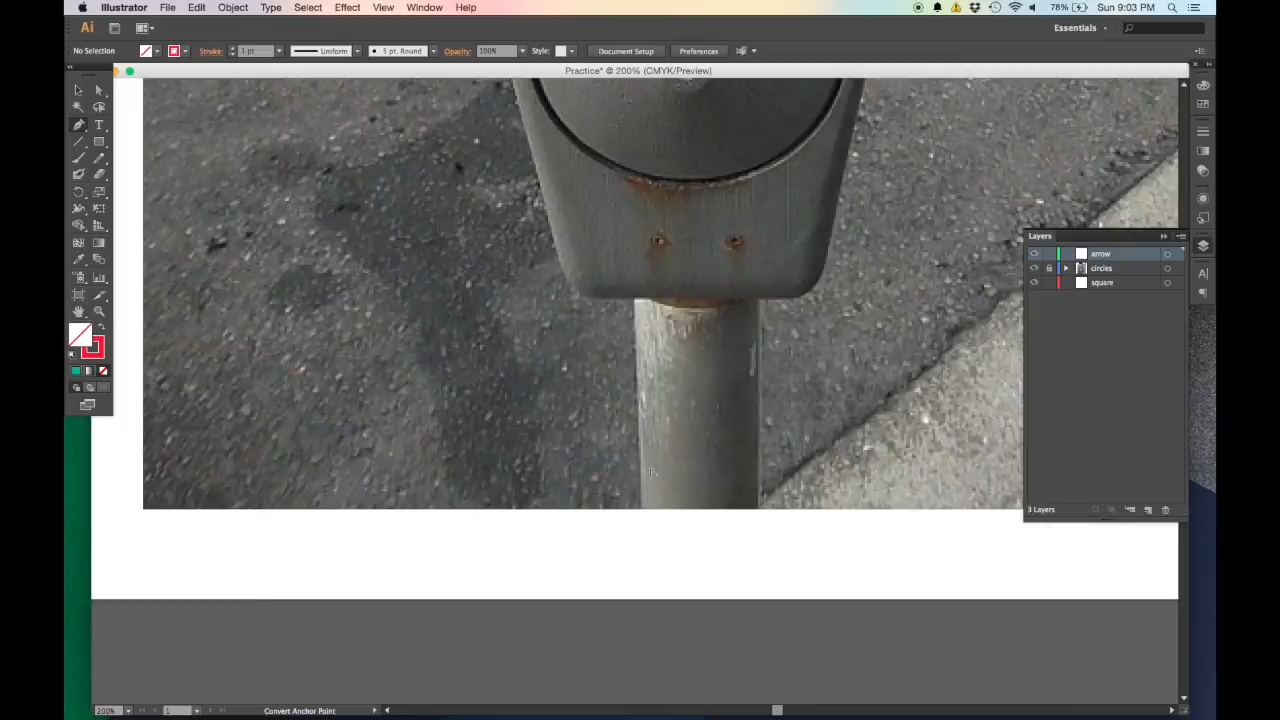 Illustrator File Edit Object Type Select Effect View Window Help 78% Sun 9:03 PM
Ai Essentials
No Selection Stroke: 1 pt Uniform 5 pt. Round Opacity: 100% Style: Document Setup Preferences
Practice* @ 200% (CMYK/Preview)
Layers
arrow
circles
square
3 Layers
200% 1 Convert Anchor Point